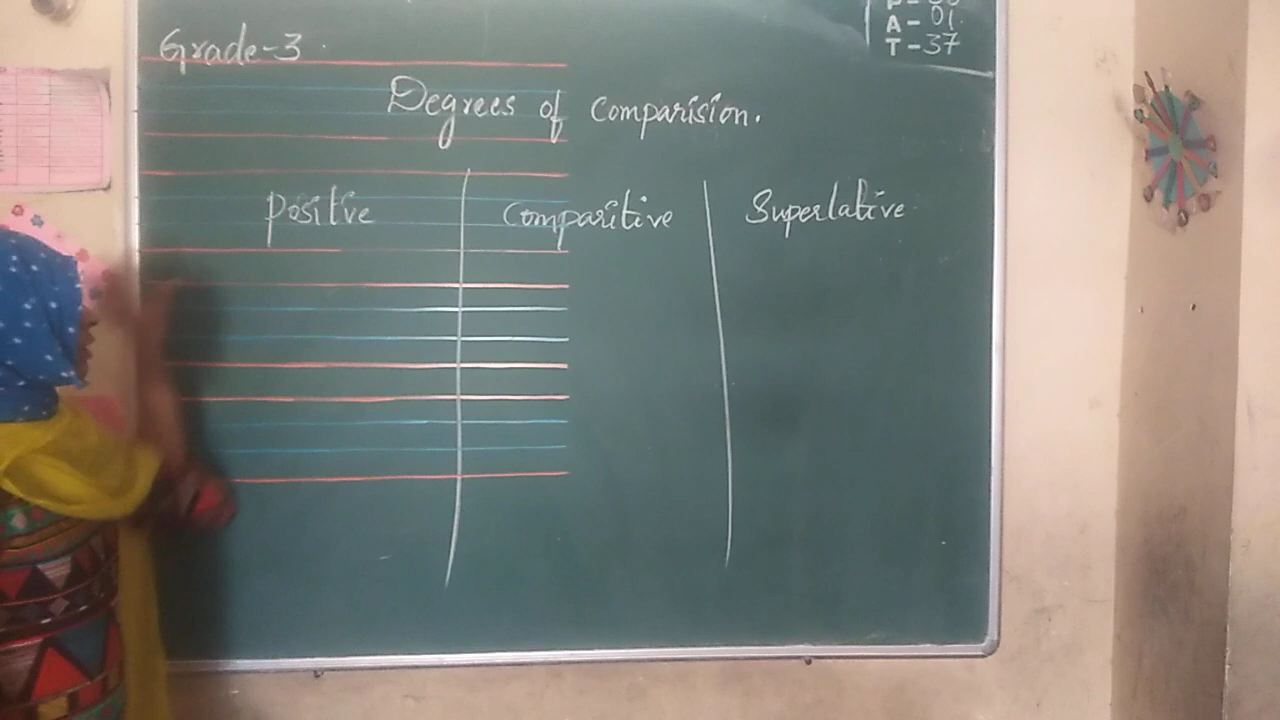 Grade-3.
A - 01
T - 37
Degrees of Comparision.
Positive Comparitive Superlative